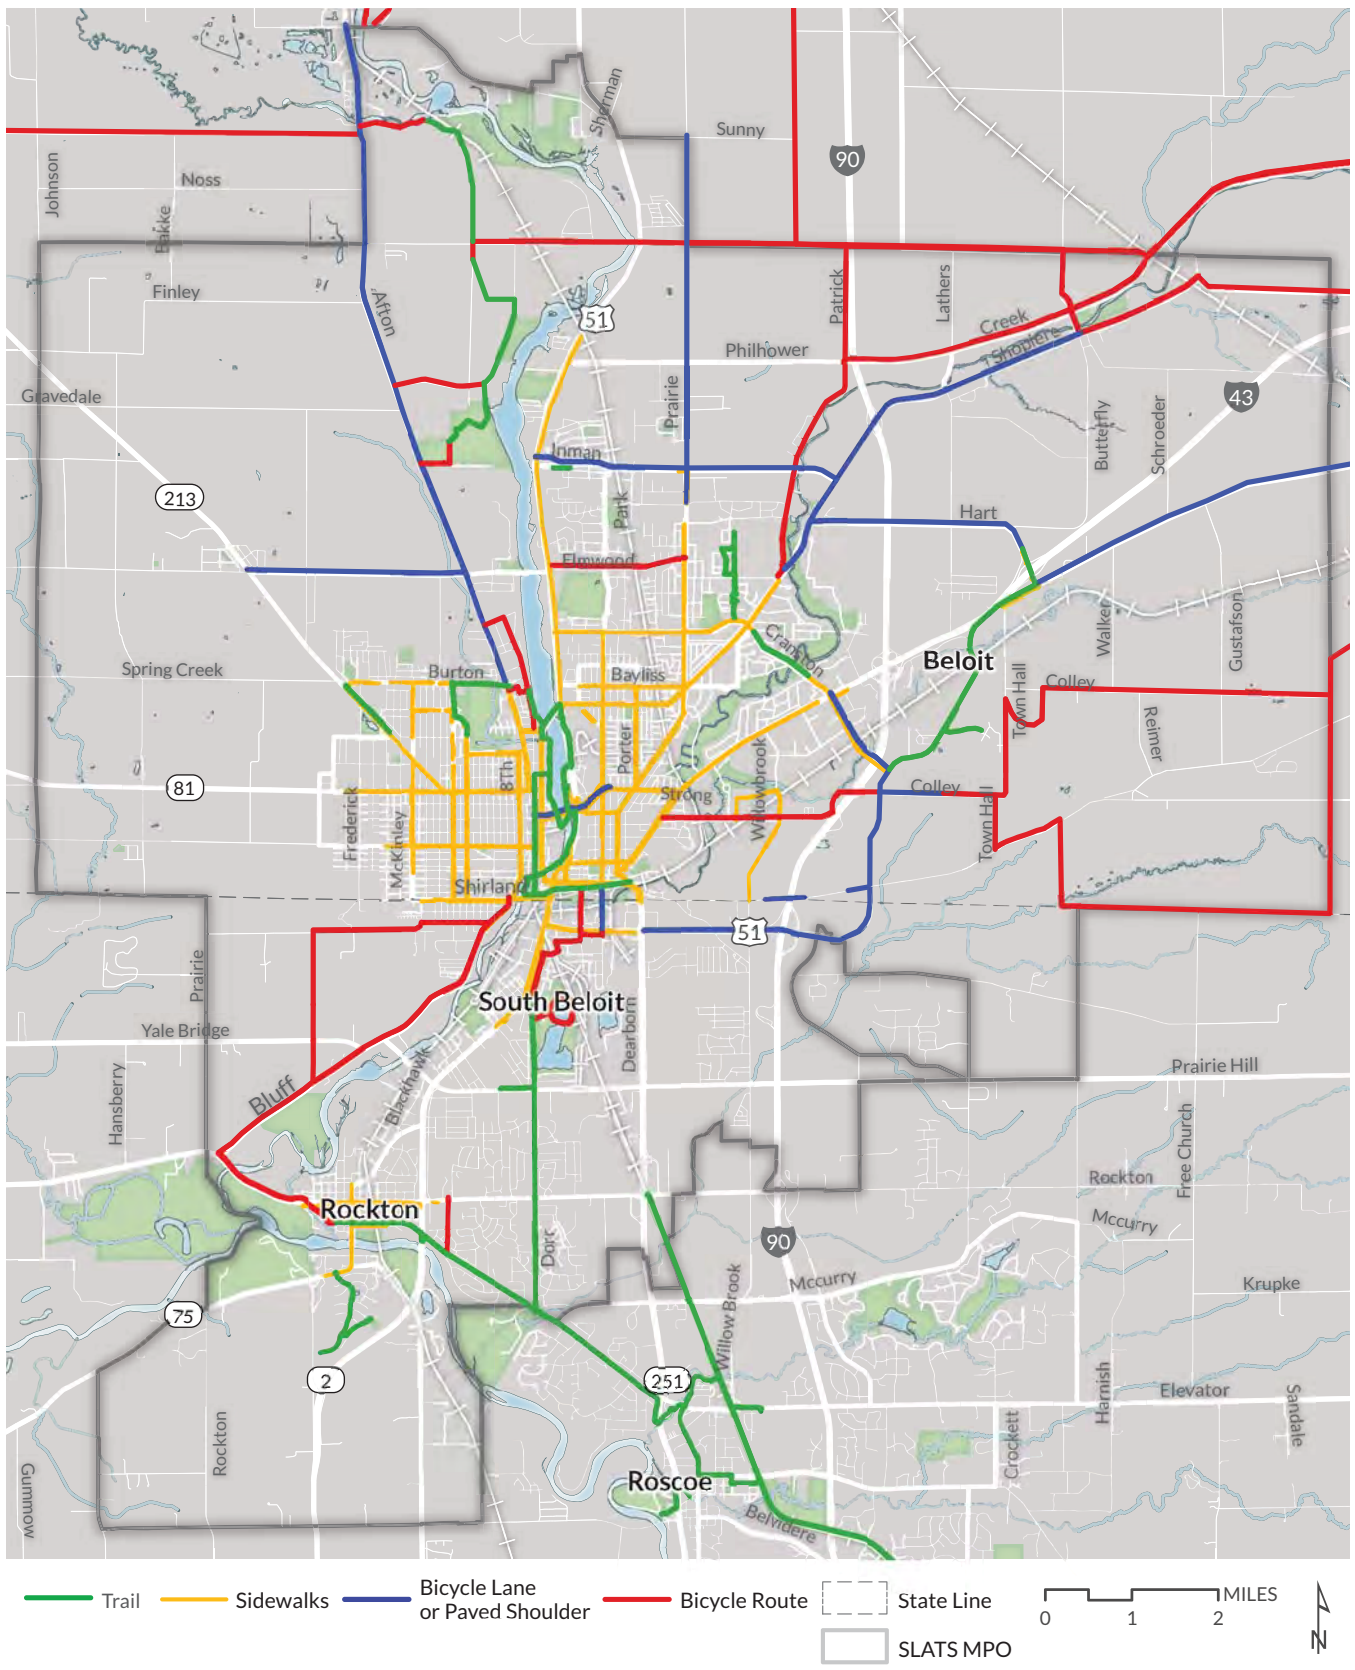 Sherman
Sunny
90
Johnson
Noss
Bakke
Finley
Afton
51
Patrick
Lathers
Creek
Shopiere
Philhower
Prairie
Gravedale
43
Butterfly
Schroeder
Inman
213
Park
Hart
Elmwood
Walker
Gustafson
Cranston
Beloit
Spring Creek
Burton
Bayliss
Town Hall
Colley
Reimer
Porter
8Th
Willowbrook
81
Strong
Colley
Frederick
McKinley
Town Hall
Shirland
51
Prairie
South Beloit
Yale Bridge
Dearborn
Blackhawk
Prairie Hill
Bluff
Hansberry
Free Church
Rockton
Rockton
Mccurry
90
Dorr
Mccurry
Willow Brook
Krupke
75
2
251
Harnish
Elevator
Sandale
Rockton
Crockett
Gummow
Roscoe
Belvidere
Trail
Sidewalks
Bicycle Lane
or Paved Shoulder
Bicycle Route
State Line
SLATS MPO
MILES
0 1 2
N